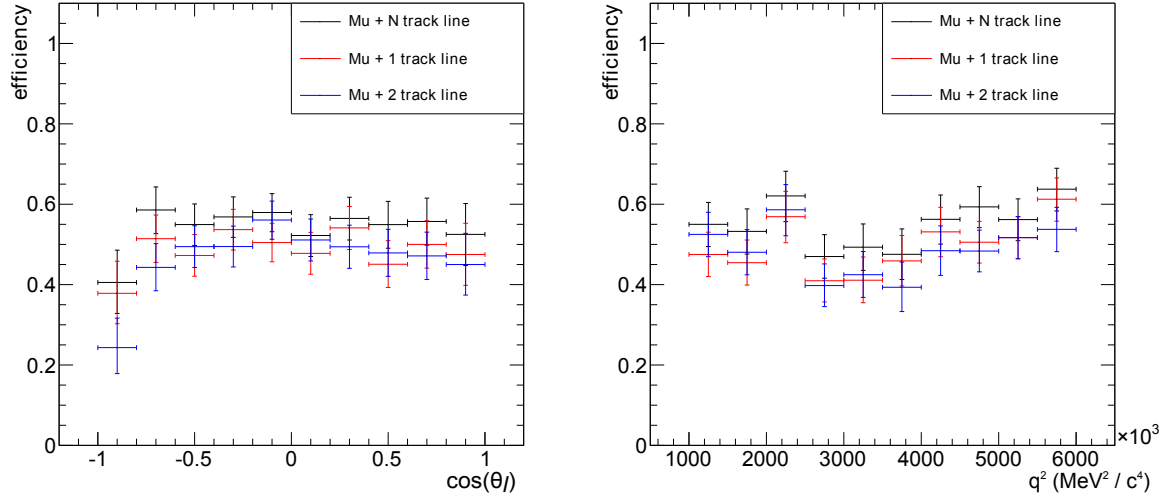 efficiency
1
0.8
0.6
0.4
0.2
0
Mu + N track line
Mu + 1 track line
Mu + 2 track line
-1 -0.5 0 0.5 1
cos(θl)
efficiency
1
0.8
0.6
0.4
0.2
0
Mu + N track line
Mu + 1 track line
Mu + 2 track line
1000 2000 3000 4000 5000 6000
×10³
q² (MeV² / c⁴)